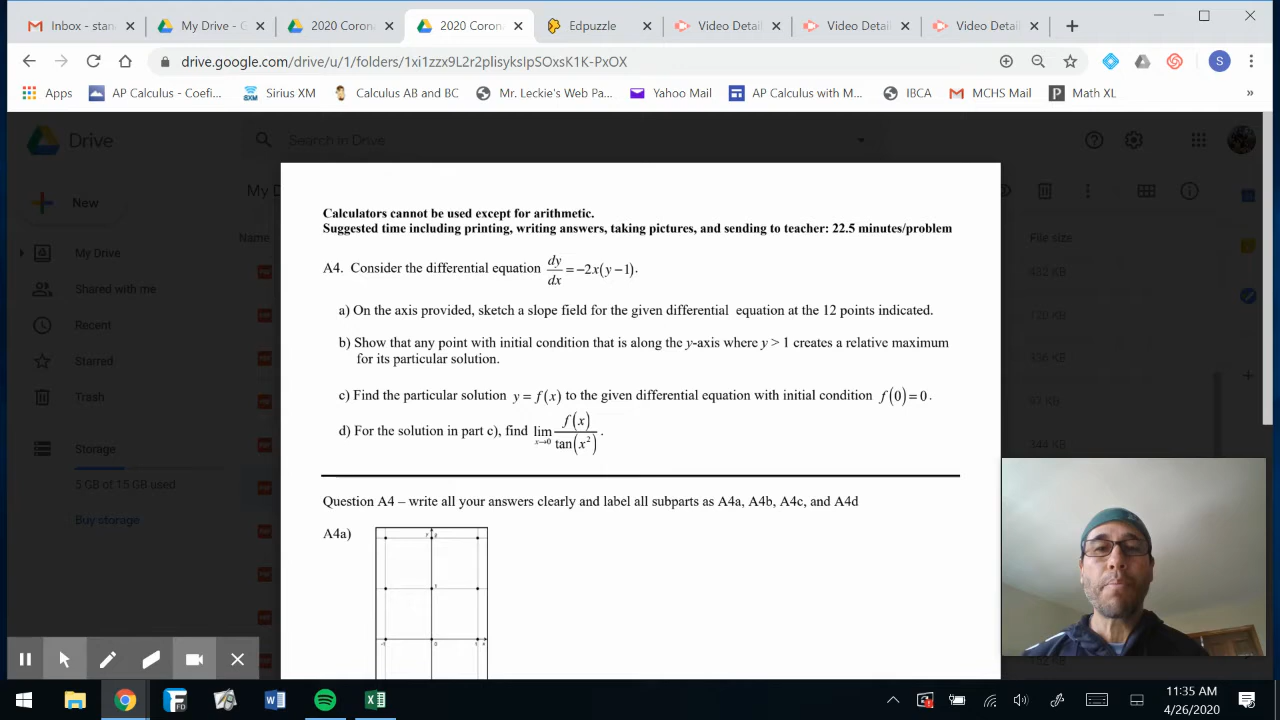 Inbox - stan
My Drive - G
2020 Coron
2020 Coron
Edpuzzle
Video Detail
Video Detail
Video Detail
drive.google.com/drive/u/1/folders/
Apps
AP Calculus - Coefi...
Sirius XM
Calculus AB and BC
Mr. Leckie's Web Pa...
Yahoo Mail
AP Calculus with M...
IBCA
MCHS Mail
Math XL
»
S
Drive
Search in Drive
New
My D
Name
File size
My Drive
Shared with me
Recent
Starred
Trash
Storage
5 GB of 15 GB used
Buy storage
Calculators cannot be used except for arithmetic.
Suggested time including printing, writing answers, taking pictures, and sending to teacher: 22.5 minutes/problem
A4. Consider the differential equation dy/dx = −2x(y−1).
a) On the axis provided, sketch a slope field for the given differential equation at the 12 points indicated.
b) Show that any point with initial condition that is along the y-axis where y > 1 creates a relative maximum
for its particular solution.
c) Find the particular solution y = f(x) to the given differential equation with initial condition f(0) = 0.
d) For the solution in part c), find lim x→0 f(x)/tan(x²).
Question A4 – write all your answers clearly and label all subparts as A4a, A4b, A4c, and A4d
A4a)
11:35 AM
4/26/2020